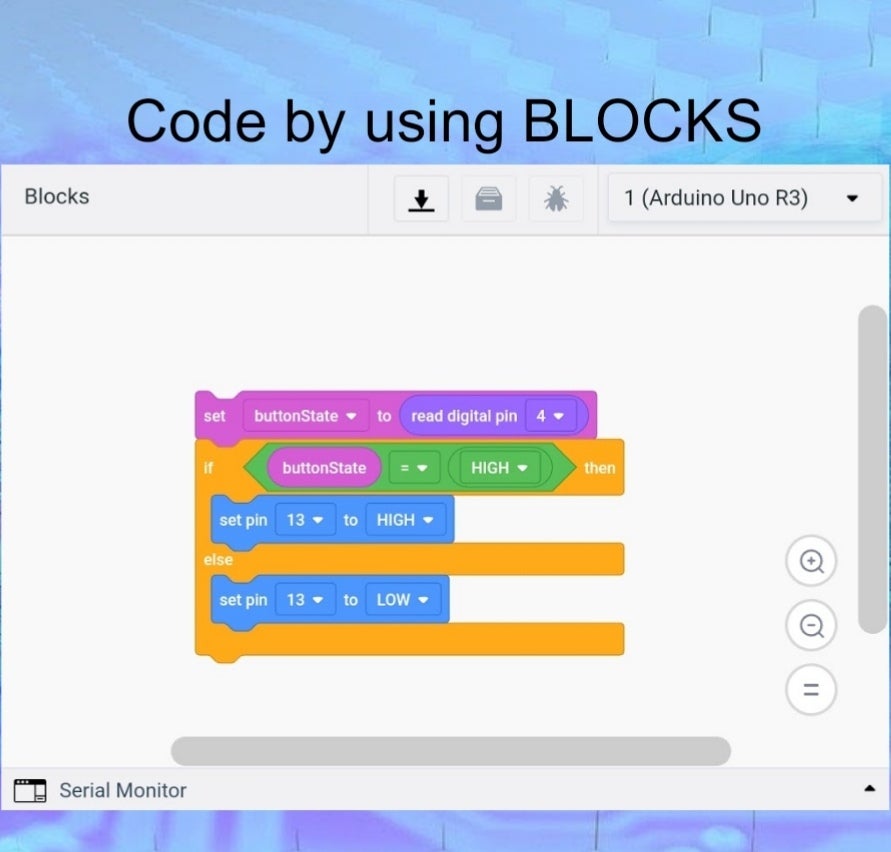 Code by using BLOCKS
Blocks
1 (Arduino Uno R3)
set buttonState to read digital pin 4
if buttonState = HIGH then
set pin 13 to HIGH
else
set pin 13 to LOW
Serial Monitor